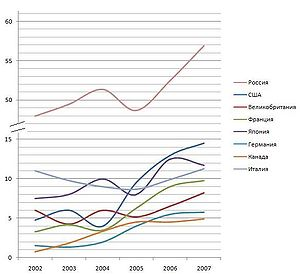 60
55
50
15
10
5
0
2002 2003 2004 2005 2006 2007
Россия
США
Великобритания
Франция
Япония
Германия
Канада
Италия